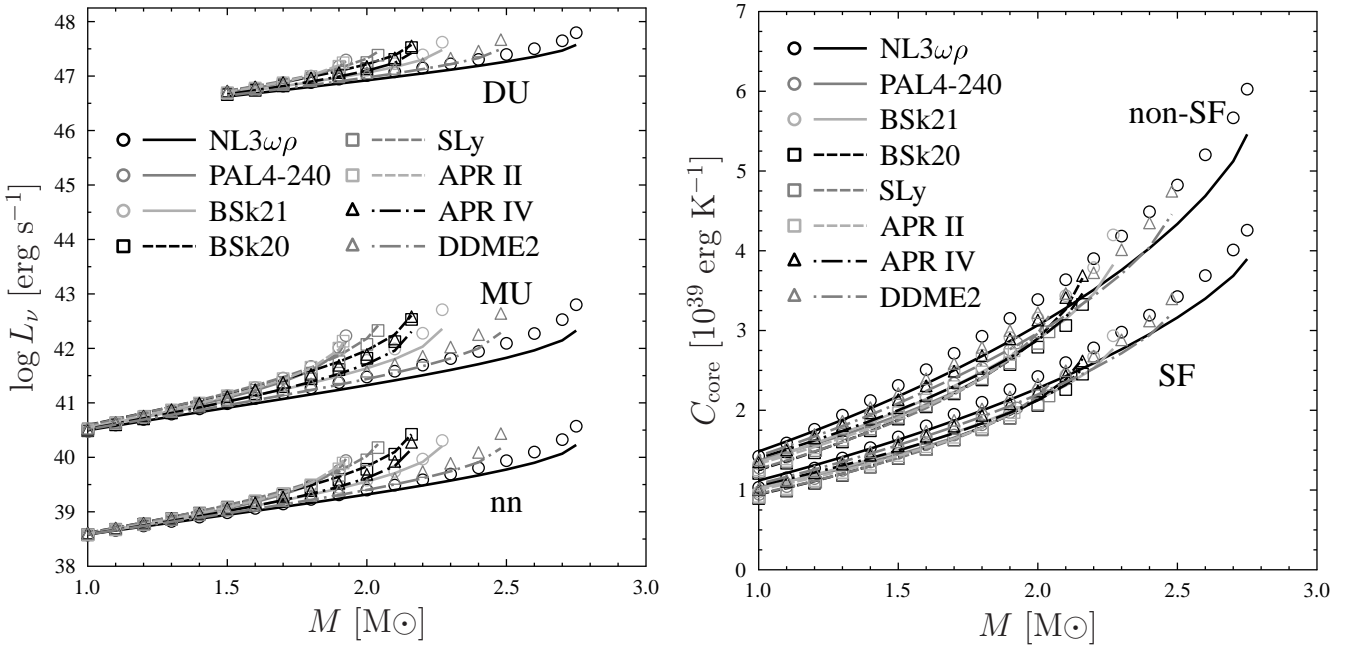 48
47
46
45
44
43
42
41
40
39
38
log L_ν [erg s⁻¹]
DU
NL3ωρ
PAL4-240
BSk21
BSk20
SLy
APR II
APR IV
DDME2
MU
nn
1.0 1.5 2.0 2.5 3.0
M [M⊙]
7
6
5
4
3
2
1
0
C_core [10³⁹ erg K⁻¹]
NL3ωρ
PAL4-240
BSk21
BSk20
SLy
APR II
APR IV
DDME2
non-SF
SF
1.0 1.5 2.0 2.5 3.0
M [M⊙]